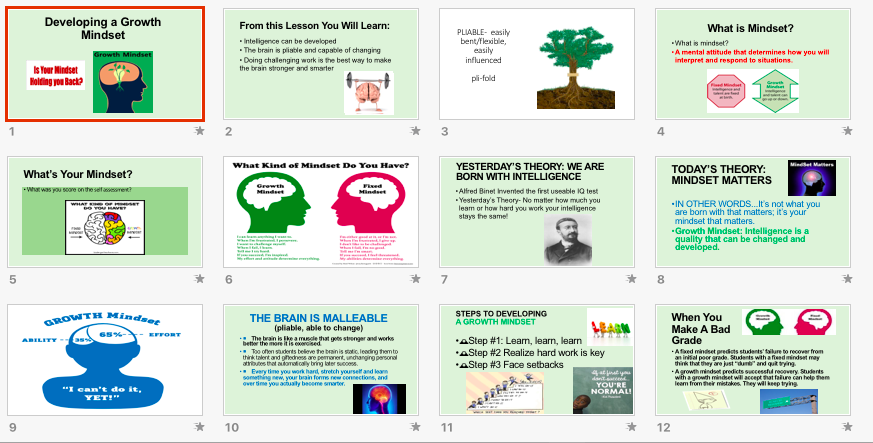 Developing a Growth
Mindset
Growth Mindset
Is Your Mindset
Holding you Back?
1
From this Lesson You Will Learn:
• Intelligence can be developed
• The brain is pliable and capable of changing
• Doing challenging work is the best way to make
the brain stronger and smarter
2
PLIABLE- easily
bent/flexible,
easily
influenced
pli-fold
3
What is Mindset?
• What is mindset?
• A mental attitude that determines how you will
interpret and respond to situations.
Fixed Mindset
Intelligence and
talent are fixed
at birth.
Growth
Mindset
Intelligence
and talent can
go up or down.
4
What's Your Mindset?
• What was you score on the self assessment?
WHAT KIND OF MINDSET
DO YOU HAVE?
5
What Kind of Mindset Do You Have?
Growth
Mindset
Fixed
Mindset
6
YESTERDAY'S THEORY: WE ARE
BORN WITH INTELLIGENCE
• Alfred Binet Invented the first useable IQ test
• Yesterday's Theory- No matter how much you
learn or how hard you work your intelligence
stays the same!
7
TODAY'S THEORY:
MINDSET MATTERS
MindSet Matters
• IN OTHER WORDS...It's not what you
are born with that matters; it's your
mindset that matters.
• Growth Mindset: Intelligence is a
quality that can be changed and
developed.
8
GROWTH Mindset
ABILITY
35%
65%
EFFORT
"I can't do it,
YET!"
9
THE BRAIN IS MALLEABLE
(pliable, able to change)
The brain is like a muscle that gets stronger and works
better the more it is exercised.
Too often students believe the brain is static, leading them to
think talent and giftedness are permanent, unchanging personal
attributes that automatically bring later success.
Every time you work hard, stretch yourself and learn
something new, your brain forms new connections, and
over time you actually become smarter.
10
STEPS TO DEVELOPING
A GROWTH MINDSET
LEARN
• Step #1: Learn, learn, learn
• Step #2 Realize hard work is key
• Step #3 Face setbacks
If at first you
don't succeed,
YOU'RE
NORMAL!
11
When You
Make A Bad
Grade
Growth
Mindset
Fixed
Mindset
• A fixed mindset predicts students' failure to recover from
an initial poor grade. Students with a fixed mindset may
think that they are just "dumb" and quit trying.
• A growth mindset predicts successful recovery. Students
with a growth mindset will accept that failure can help them
learn from their mistakes. They will keep trying.
12